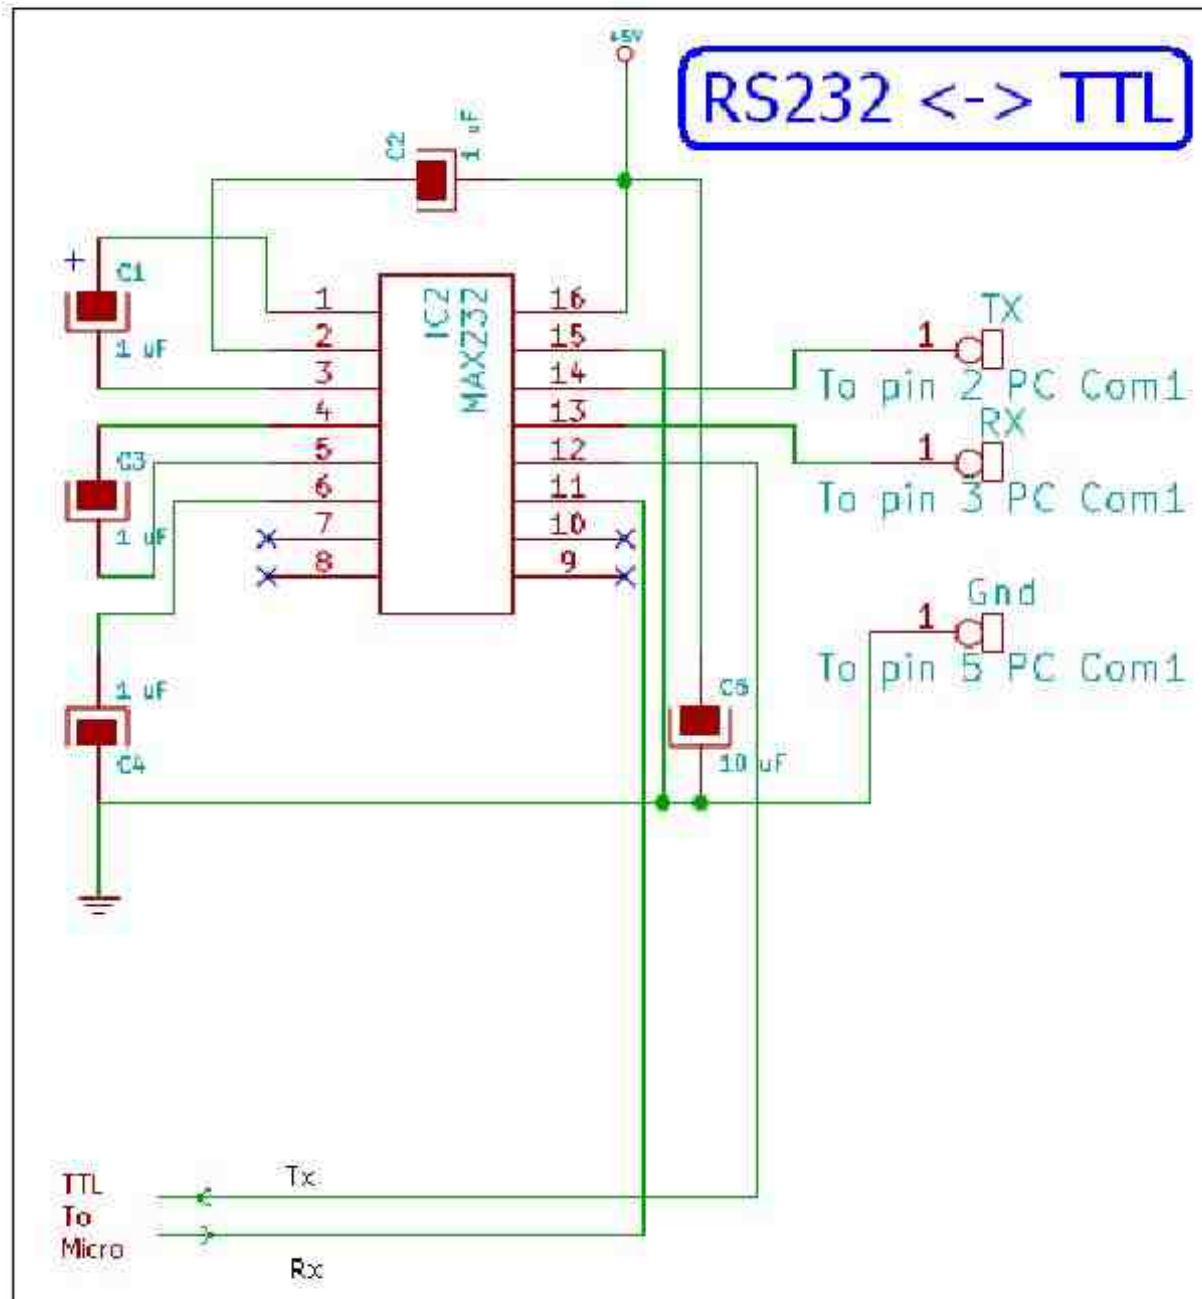 +5V
RS232 <-> TTL
C2
1 uF
+
C1
1 uF
IC2
MAX232
1
2
3
4
5
6
7
8
16
15
14
13
12
11
10
9
C3
1 uF
1 uF
C4
TX
1
To pin 2 PC Com1
RX
1
To pin 3 PC Com1
Gnd
1
To pin 5 PC Com1
10 uF
TTL
To
Micro
Tx
Rx